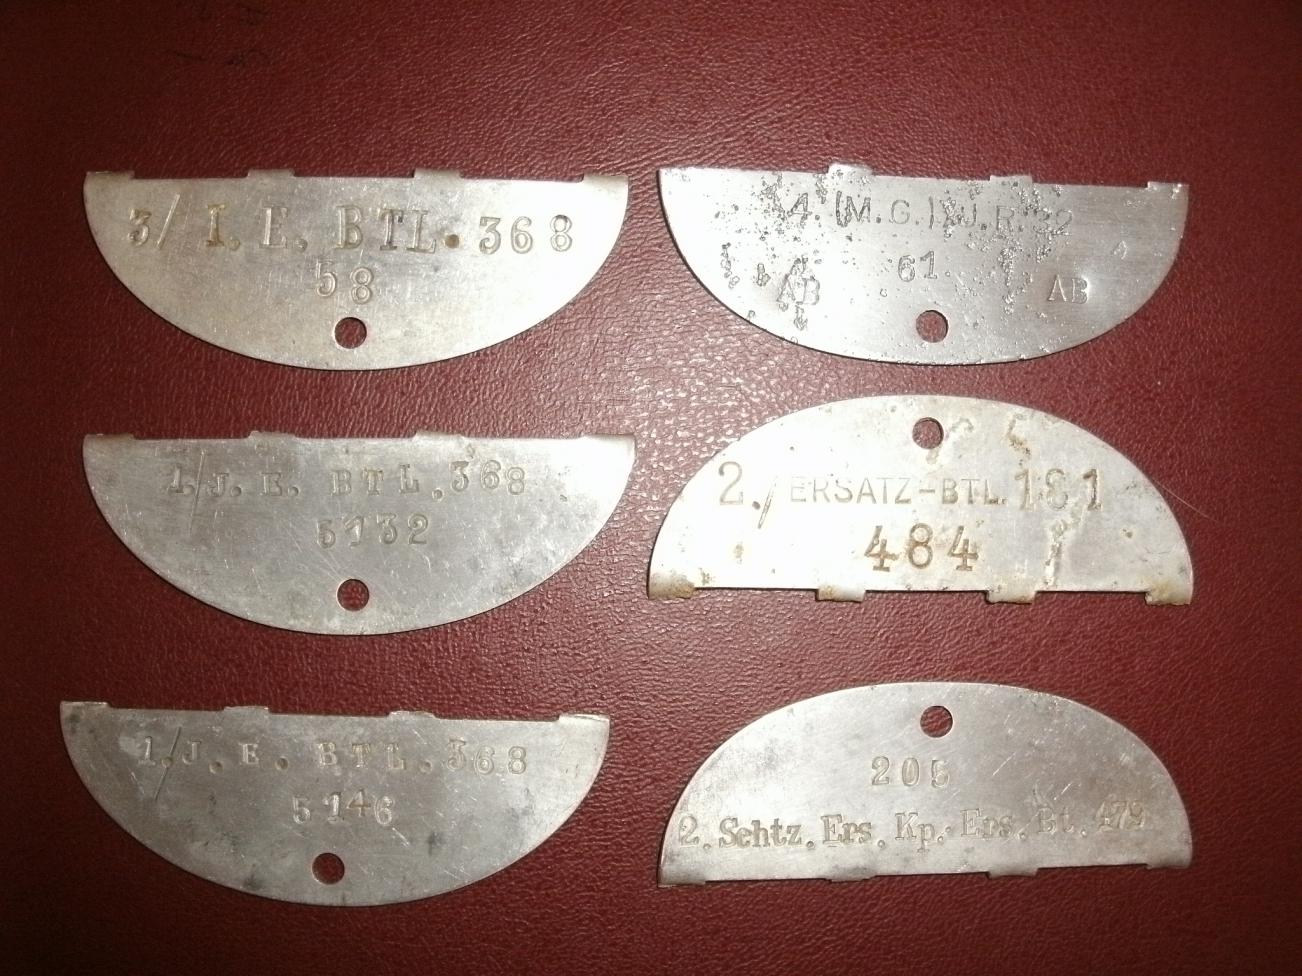 3/ I. E. BTL. 368
58
1./J. E. BTL. 368
5132
1./J. E. BTL. 368
5146
4. (M.G.) J.R.
61
AB AB
2./ERSATZ-BTL. 181
484
205
2. Schtz. Ers. Kp. Ers. Bt. 479